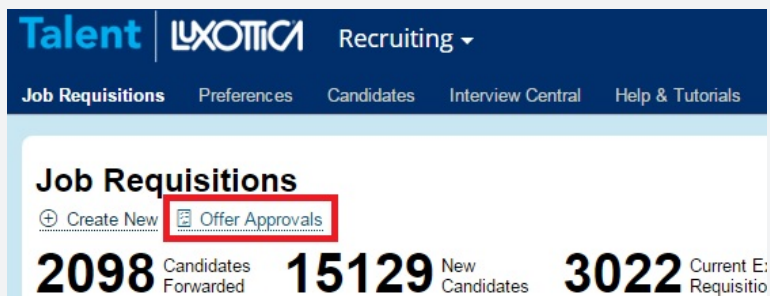 Talent LUXOTTICA Recruiting
Job Requisitions Preferences Candidates Interview Central Help & Tutorials
Job Requisitions
Create New Offer Approvals
2098 Candidates Forwarded 15129 New Candidates 3022 Current